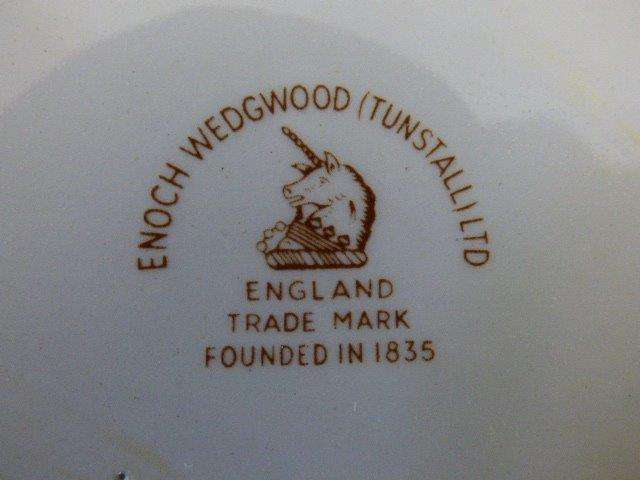 ENOCH WEDGWOOD (TUNSTALL) LTD
ENGLAND
TRADE MARK
FOUNDED IN 1835